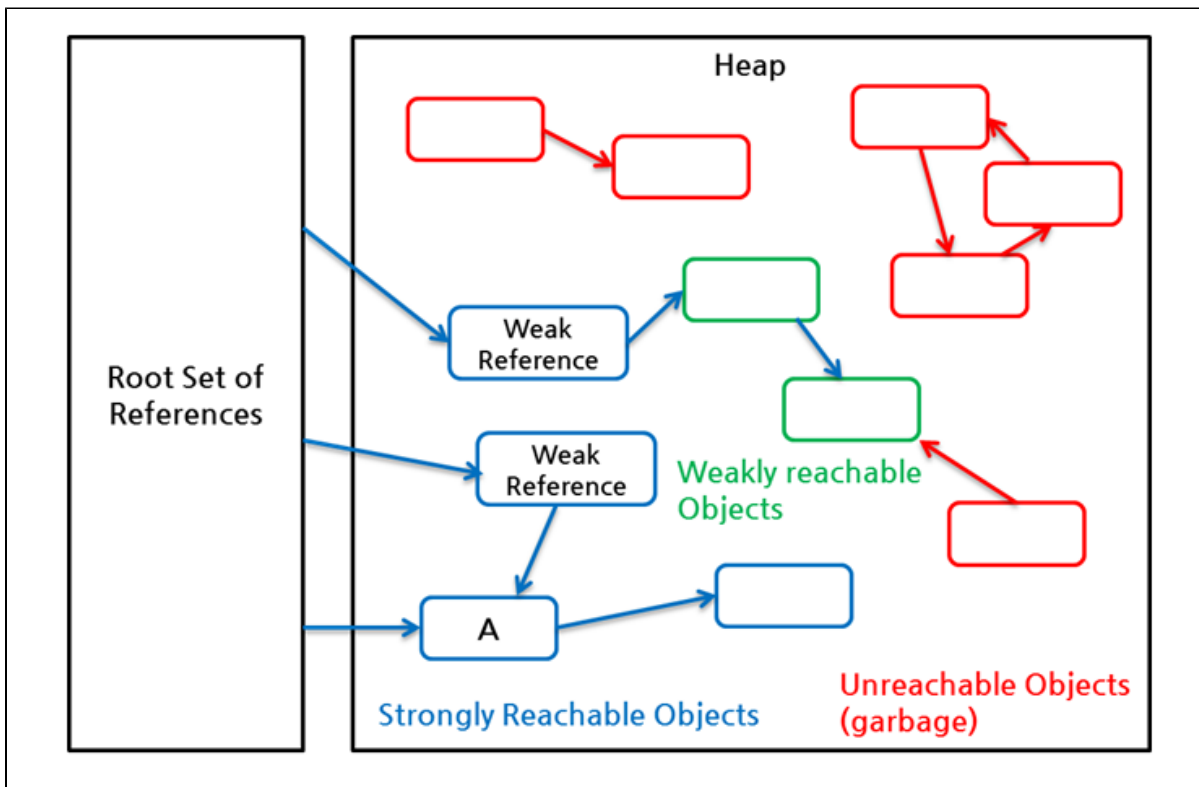 Heap
Root Set of
References
Weak
Reference
Weak
Reference
Weakly reachable
Objects
A
Strongly Reachable Objects
Unreachable Objects
(garbage)